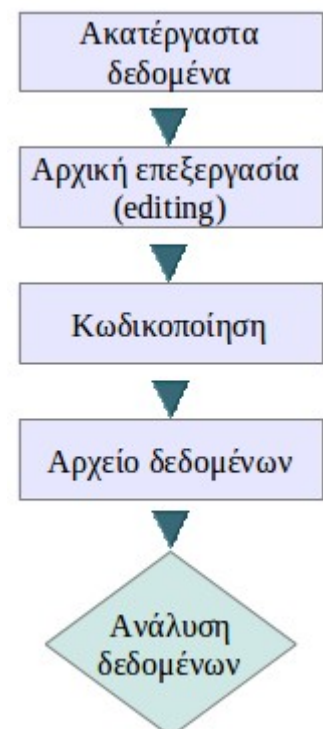 Ακατέργαστα
δεδομένα
Αρχική επεξεργασία
(editing)
Κωδικοποίηση
Αρχείο δεδομένων
Ανάλυση
δεδομένων